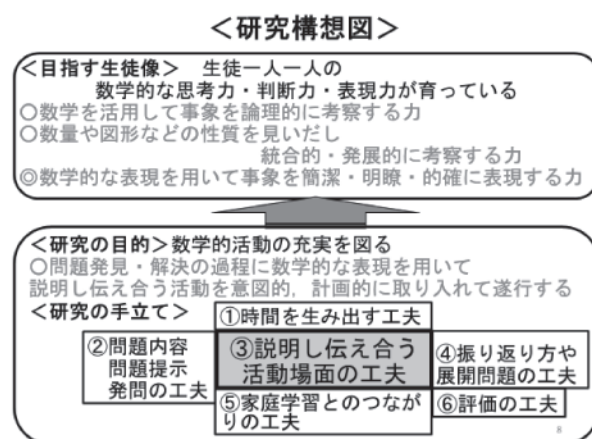 ＜研究構想図＞
＜目指す生徒像＞　生徒一人一人の
数学的な思考力・判断力・表現力が育っている
○数学を活用して事象を論理的に考察する力
○数量や図形などの性質を見いだし
統合的・発展的に考察する力
◎数学的な表現を用いて事象を簡潔・明瞭・的確に表現する力
＜研究の目的＞数学的活動の充実を図る
○問題発見・解決の過程に数学的な表現を用いて
説明し伝え合う活動を意図的，計画的に取り入れて遂行する
＜研究の手立て＞
①時間を生み出す工夫
②問題内容
問題提示
発問の工夫
③説明し伝え合う
活動場面の工夫
④振り返り方や
展開問題の工夫
⑤家庭学習とのつなが
りの工夫
⑥評価の工夫
8